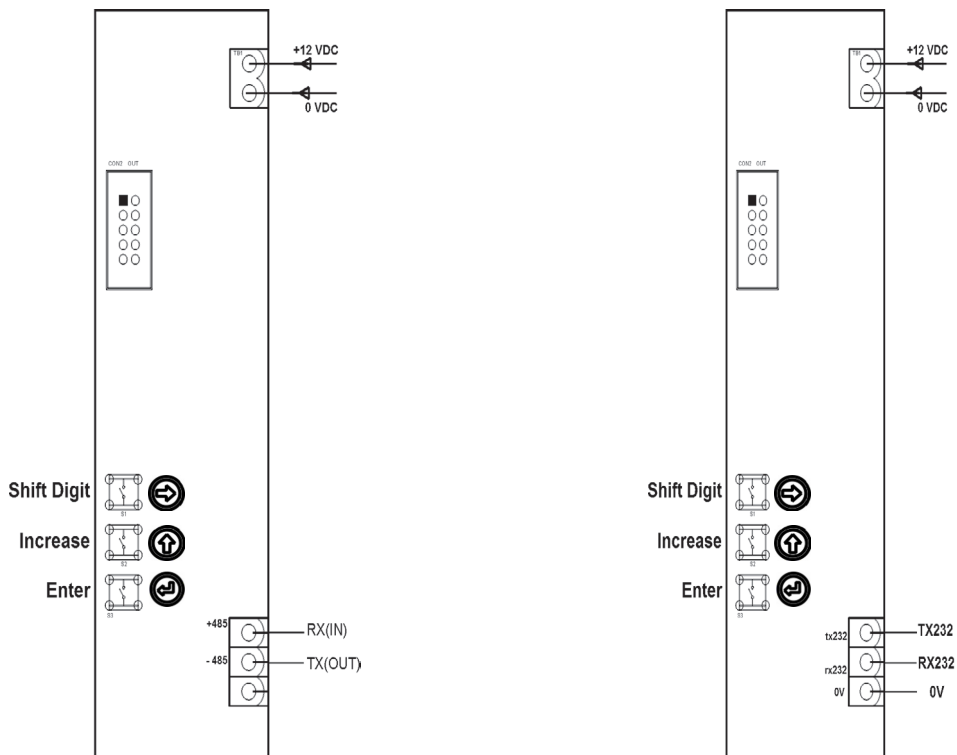 TB1
+12 VDC
0 VDC
CON2 OUT
Shift Digit
S1
Increase
S2
Enter
S3
+485
RX(IN)
- 485
TX(OUT)
TB1
+12 VDC
0 VDC
CON2 OUT
Shift Digit
S1
Increase
S2
Enter
S3
tx232
TX232
rx232
RX232
0V
0V